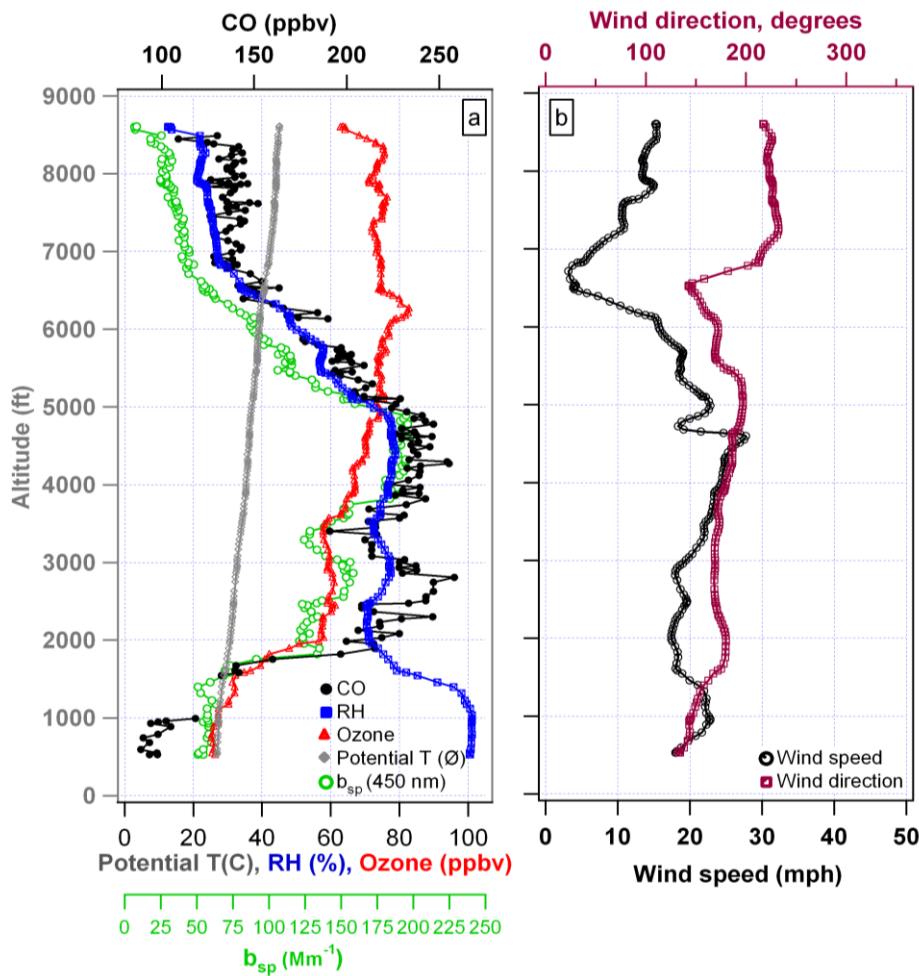 CO (ppbv)
100 150 200 250
Wind direction, degrees
0 100 200 300
a
b
Altitude (ft)
9000
8000
7000
6000
5000
4000
3000
2000
1000
0
CO
RH
Ozone
Potential T (Ø)
bsp (450 nm)
Wind speed
Wind direction
0 20 40 60 80 100
Potential T(C), RH (%), Ozone (ppbv)
0 10 20 30 40 50
Wind speed (mph)
0 25 50 75 100 125 150 175 200 225 250
bsp (Mm-1)